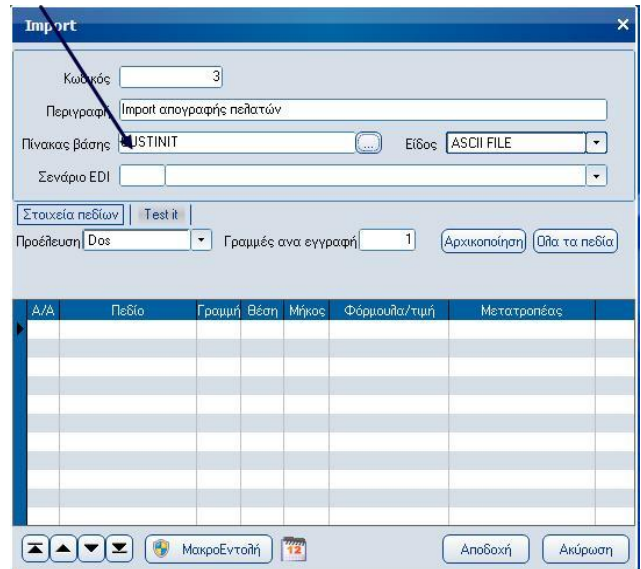 Import
Κωδικός 3
Περιγραφή Import απογραφής πελατών
Πίνακας βάσης CUSTINIT ... Είδος ASCII FILE
Σενάριο EDI
Στοιχεία πεδίων Test it
Προέλευση Dos Γραμμές ανα εγγραφή 1 Αρχικοποίηση Ολα τα πεδία
Α/Α Πεδίο Γραμμή Θέση Μήκος Φόρμουλα/τιμή Μετατροπέας
ΜακροΕντολή 12 Αποδοχή Ακύρωση